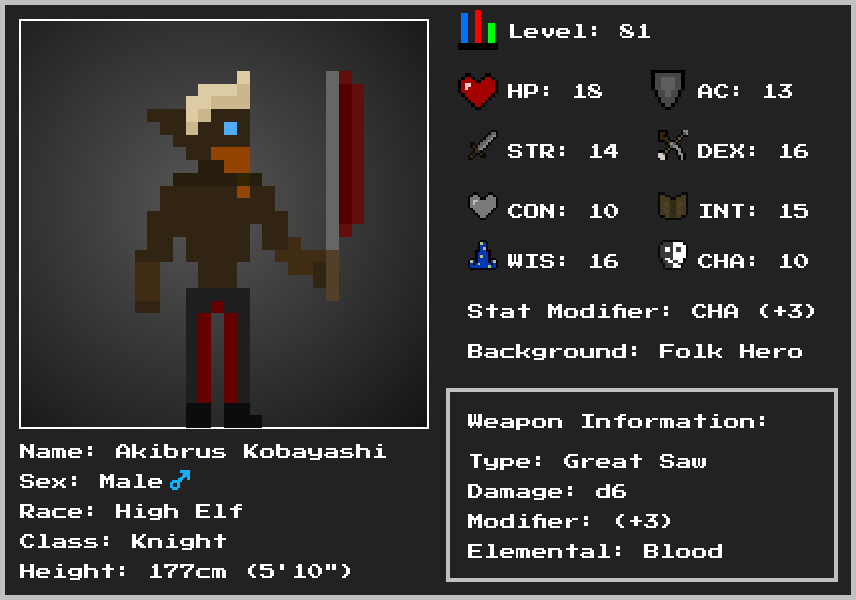 Level: 81
HP: 18
AC: 13
STR: 14
DEX: 16
CON: 10
INT: 15
WIS: 16
CHA: 10
Stat Modifier: CHA (+3)
Background: Folk Hero
Weapon Information:
Type: Great Saw
Damage: d6
Modifier: (+3)
Elemental: Blood
Name: Akibrus Kobayashi
Sex: Male ♂
Race: High Elf
Class: Knight
Height: 177cm (5'10")